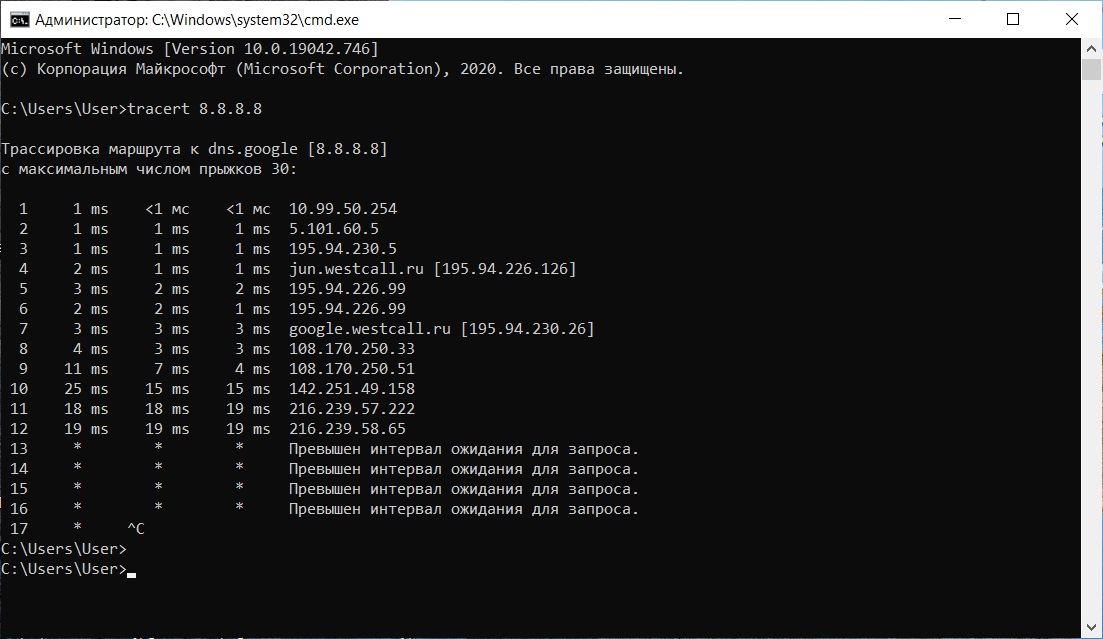 Администратор: C:\Windows\system32\cmd.exe
Microsoft Windows [Version 10.0.19042.746]
(c) Корпорация Майкрософт (Microsoft Corporation), 2020. Все права защищены.
C:\Users\User>tracert 8.8.8.8
Трассировка маршрута к dns.google [8.8.8.8]
с максимальным числом прыжков 30:
1 1 ms <1 мс <1 мс 10.99.50.254
2 1 ms 1 ms 1 ms 5.101.60.5
3 1 ms 1 ms 1 ms 195.94.230.5
4 2 ms 1 ms 1 ms jun.westcall.ru [195.94.226.126]
5 3 ms 2 ms 2 ms 195.94.226.99
6 2 ms 2 ms 1 ms 195.94.226.99
7 3 ms 3 ms 3 ms google.westcall.ru [195.94.230.26]
8 4 ms 3 ms 3 ms 108.170.250.33
9 11 ms 7 ms 4 ms 108.170.250.51
10 25 ms 15 ms 15 ms 142.251.49.158
11 18 ms 18 ms 19 ms 216.239.57.222
12 19 ms 19 ms 19 ms 216.239.58.65
13 * * * Превышен интервал ожидания для запроса.
14 * * * Превышен интервал ожидания для запроса.
15 * * * Превышен интервал ожидания для запроса.
16 * * * Превышен интервал ожидания для запроса.
17 * ^C
C:\Users\User>
C:\Users\User>